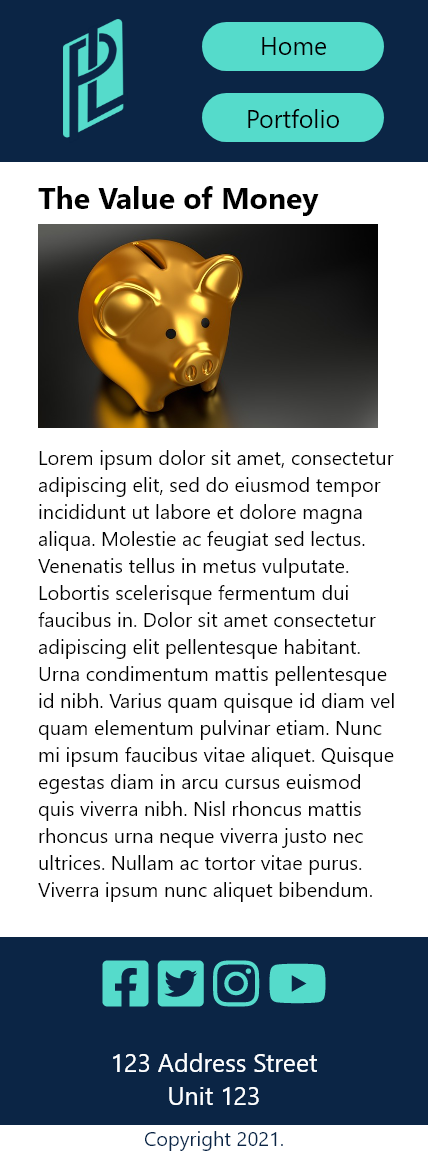 PL
Home
Portfolio
The Value of Money
Lorem ipsum dolor sit amet, consectetur
adipiscing elit, sed do eiusmod tempor
incididunt ut labore et dolore magna
aliqua. Molestie ac feugiat sed lectus.
Venenatis tellus in metus vulputate.
Lobortis scelerisque fermentum dui
faucibus in. Dolor sit amet consectetur
adipiscing elit pellentesque habitant.
Urna condimentum mattis pellentesque
id nibh. Varius quam quisque id diam vel
quam elementum pulvinar etiam. Nunc
mi ipsum faucibus vitae aliquet. Quisque
egestas diam in arcu cursus euismod
quis viverra nibh. Nisl rhoncus mattis
rhoncus urna neque viverra justo nec
ultrices. Nullam ac tortor vitae purus.
Viverra ipsum nunc aliquet bibendum.
123 Address Street
Unit 123
Copyright 2021.